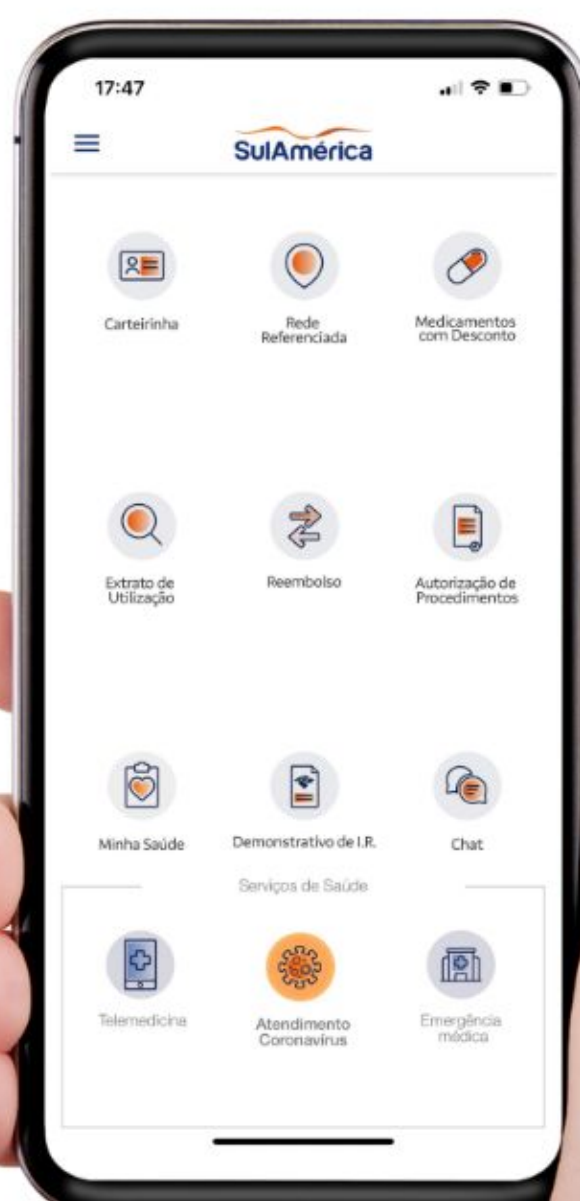 17:47
SulAmérica
Carteirinha
Rede
Referenciada
Medicamentos
com Desconto
Extrato de
Utilização
Reembolso
Autorização de
Procedimentos
Minha Saúde
Demonstrativo de I.R.
Chat
Serviços de Saúde
Telemedicina
Atendimento
Coronavírus
Emergência
médica